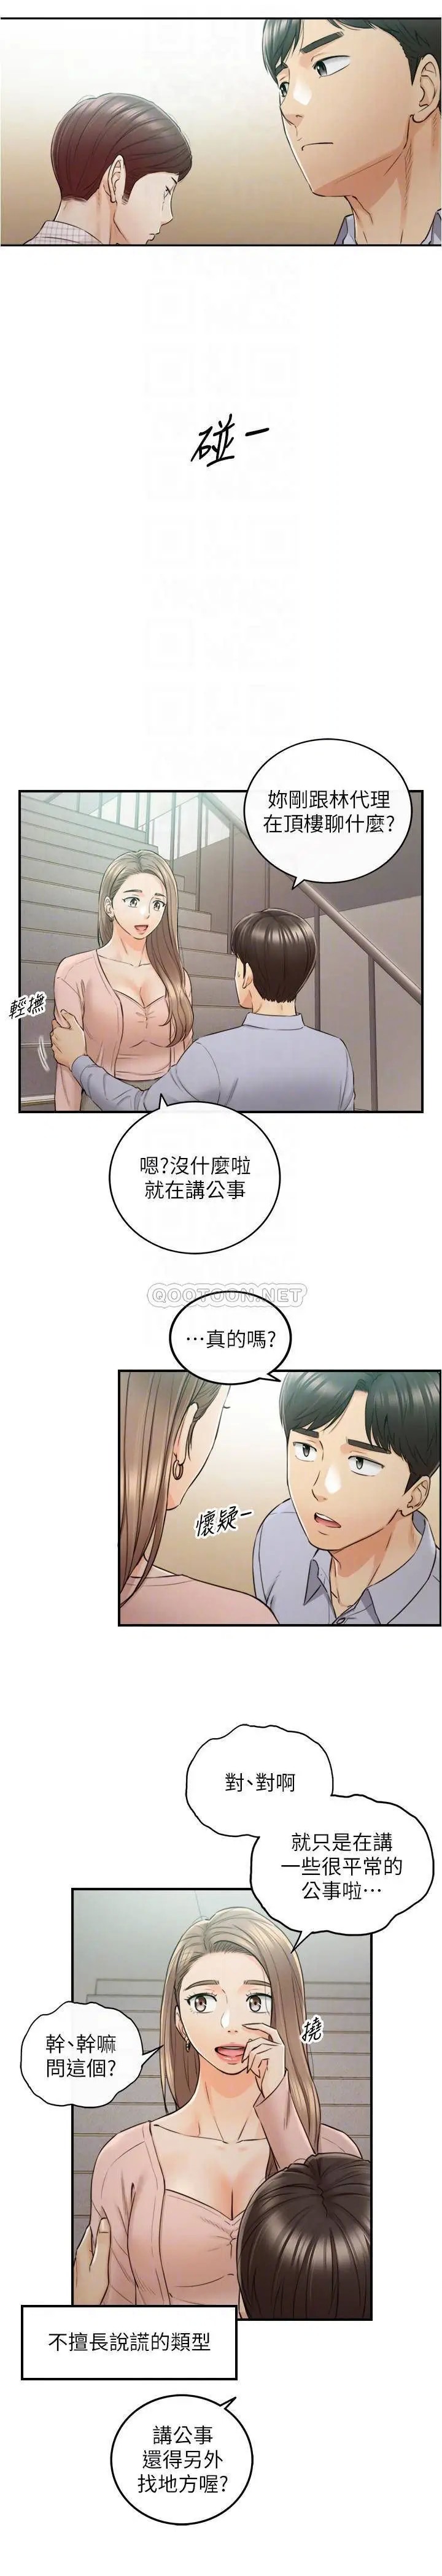 碰一
妳剛跟林代理
在頂樓聊什麼?
輕撫
嗯?沒什麼啦
就在講公事
QOOTOON.NET
…真的嗎?
懷疑一
對、對啊
就只是在講
一些很平常的
公事啦…
撓
幹、幹嘛
問這個?
不擅長說謊的類型
講公事
還得另外
找地方喔?